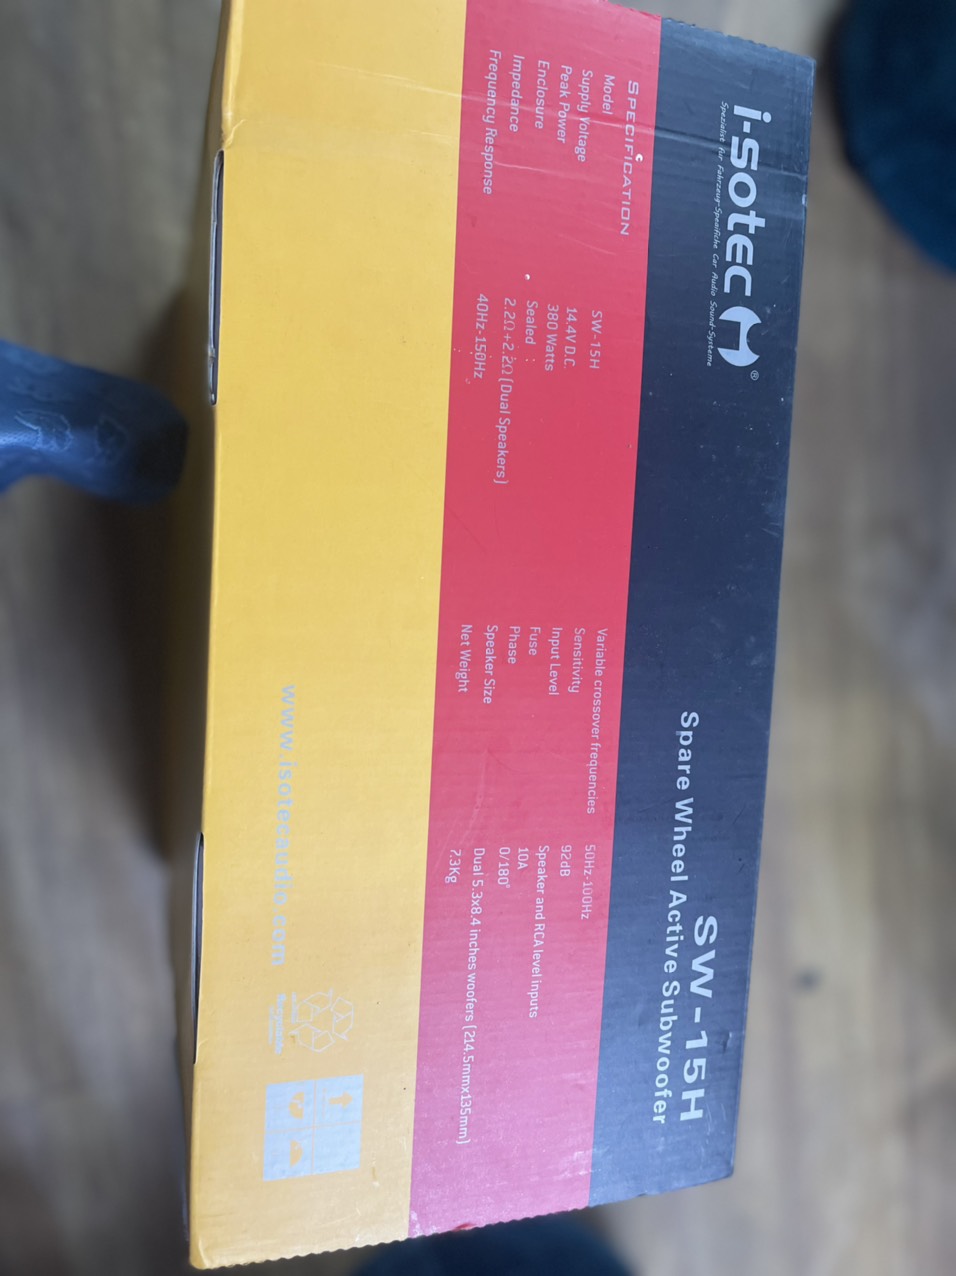 i-sotec ®
Spezialist für Fahrzeug-Spezifiche Car Audio Sound-Systeme
SW-15H
Spare Wheel Active Subwoofer
SPECIFICATION
Model SW-15H
Supply Voltage 14.4V D.C.
Peak Power 380 Watts
Enclosure Sealed
Impedance 2.2Ω+2.2Ω (Dual Speakers)
Frequency Response 40Hz-150Hz
Variable crossover frequencies 50Hz-100Hz
Sensitivity 92dB
Input Level Speaker and RCA level inputs
Fuse 10A
Phase 0/180°
Speaker Size Dual 5.3x8.4 inches woofers (214.5mmx135mm)
Net Weight 7.3Kg
www.isotecaudio.com